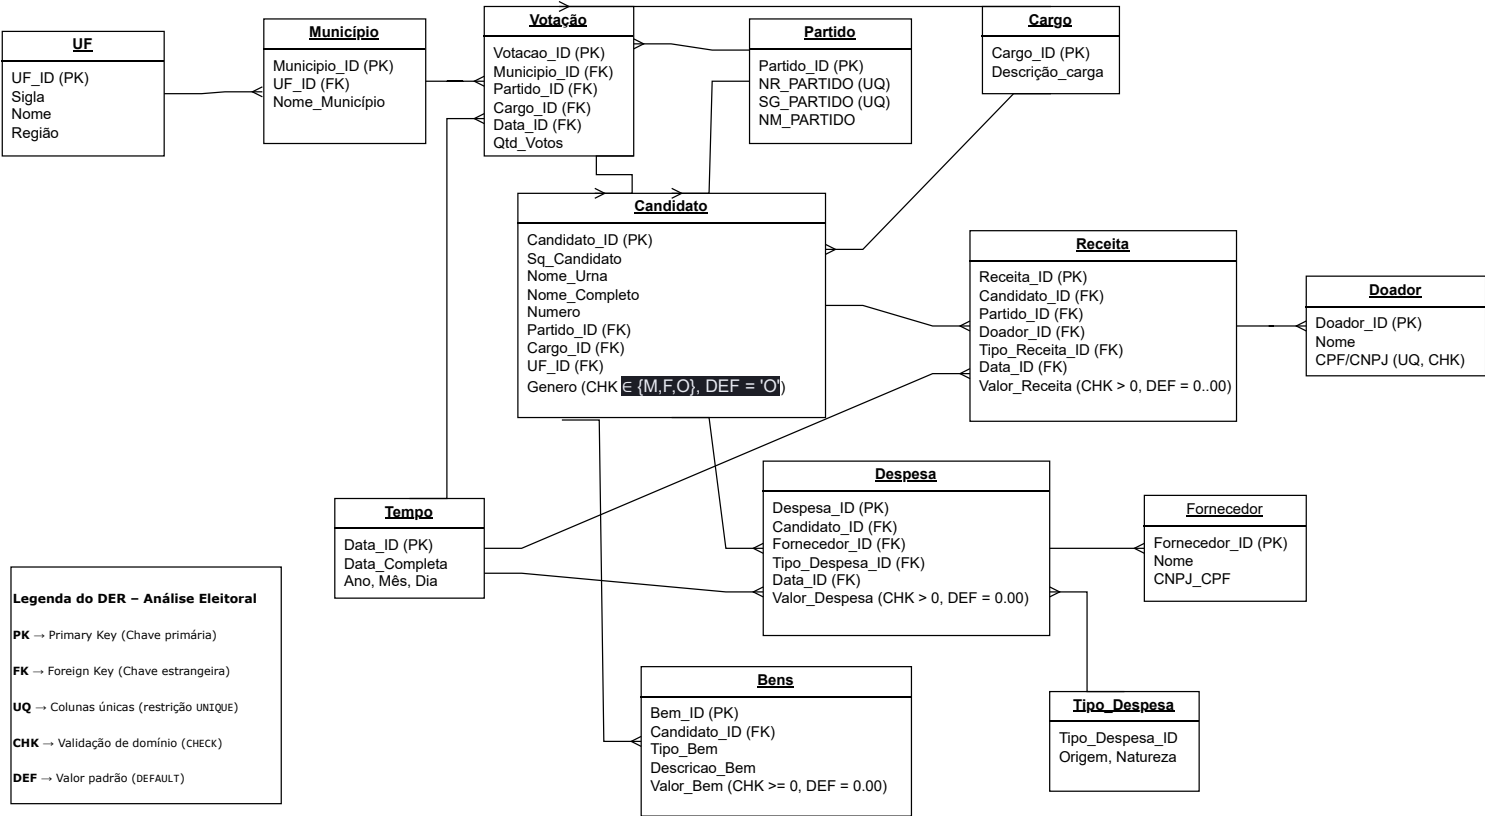 UF
UF_ID (PK)
Sigla
Nome
Região
Município
Municipio_ID (PK)
UF_ID (FK)
Nome_Município
Votação
Votacao_ID (PK)
Municipio_ID (FK)
Partido_ID (FK)
Cargo_ID (FK)
Data_ID (FK)
Qtd_Votos
Partido
Partido_ID (PK)
NR_PARTIDO (UQ)
SG_PARTIDO (UQ)
NM_PARTIDO
Cargo
Cargo_ID (PK)
Descrição_carga
Candidato
Candidato_ID (PK)
Sq_Candidato
Nome_Urna
Nome_Completo
Numero
Partido_ID (FK)
Cargo_ID (FK)
UF_ID (FK)
Genero (CHK ∈ {M,F,O}, DEF = 'O')
Receita
Receita_ID (PK)
Candidato_ID (FK)
Partido_ID (FK)
Doador_ID (FK)
Tipo_Receita_ID (FK)
Data_ID (FK)
Valor_Receita (CHK > 0, DEF = 0..00)
Doador
Doador_ID (PK)
Nome
CPF/CNPJ (UQ, CHK)
Tempo
Data_ID (PK)
Data_Completa
Ano, Mês, Dia
Despesa
Despesa_ID (PK)
Candidato_ID (FK)
Fornecedor_ID (FK)
Tipo_Despesa_ID (FK)
Data_ID (FK)
Valor_Despesa (CHK > 0, DEF = 0.00)
Fornecedor
Fornecedor_ID (PK)
Nome
CNPJ_CPF
Legenda do DER – Análise Eleitoral
PK → Primary Key (Chave primária)
FK → Foreign Key (Chave estrangeira)
UQ → Colunas únicas (restrição UNIQUE)
CHK → Validação de domínio (CHECK)
DEF → Valor padrão (DEFAULT)
Bens
Bem_ID (PK)
Candidato_ID (FK)
Tipo_Bem
Descricao_Bem
Valor_Bem (CHK >= 0, DEF = 0.00)
Tipo_Despesa
Tipo_Despesa_ID
Origem, Natureza